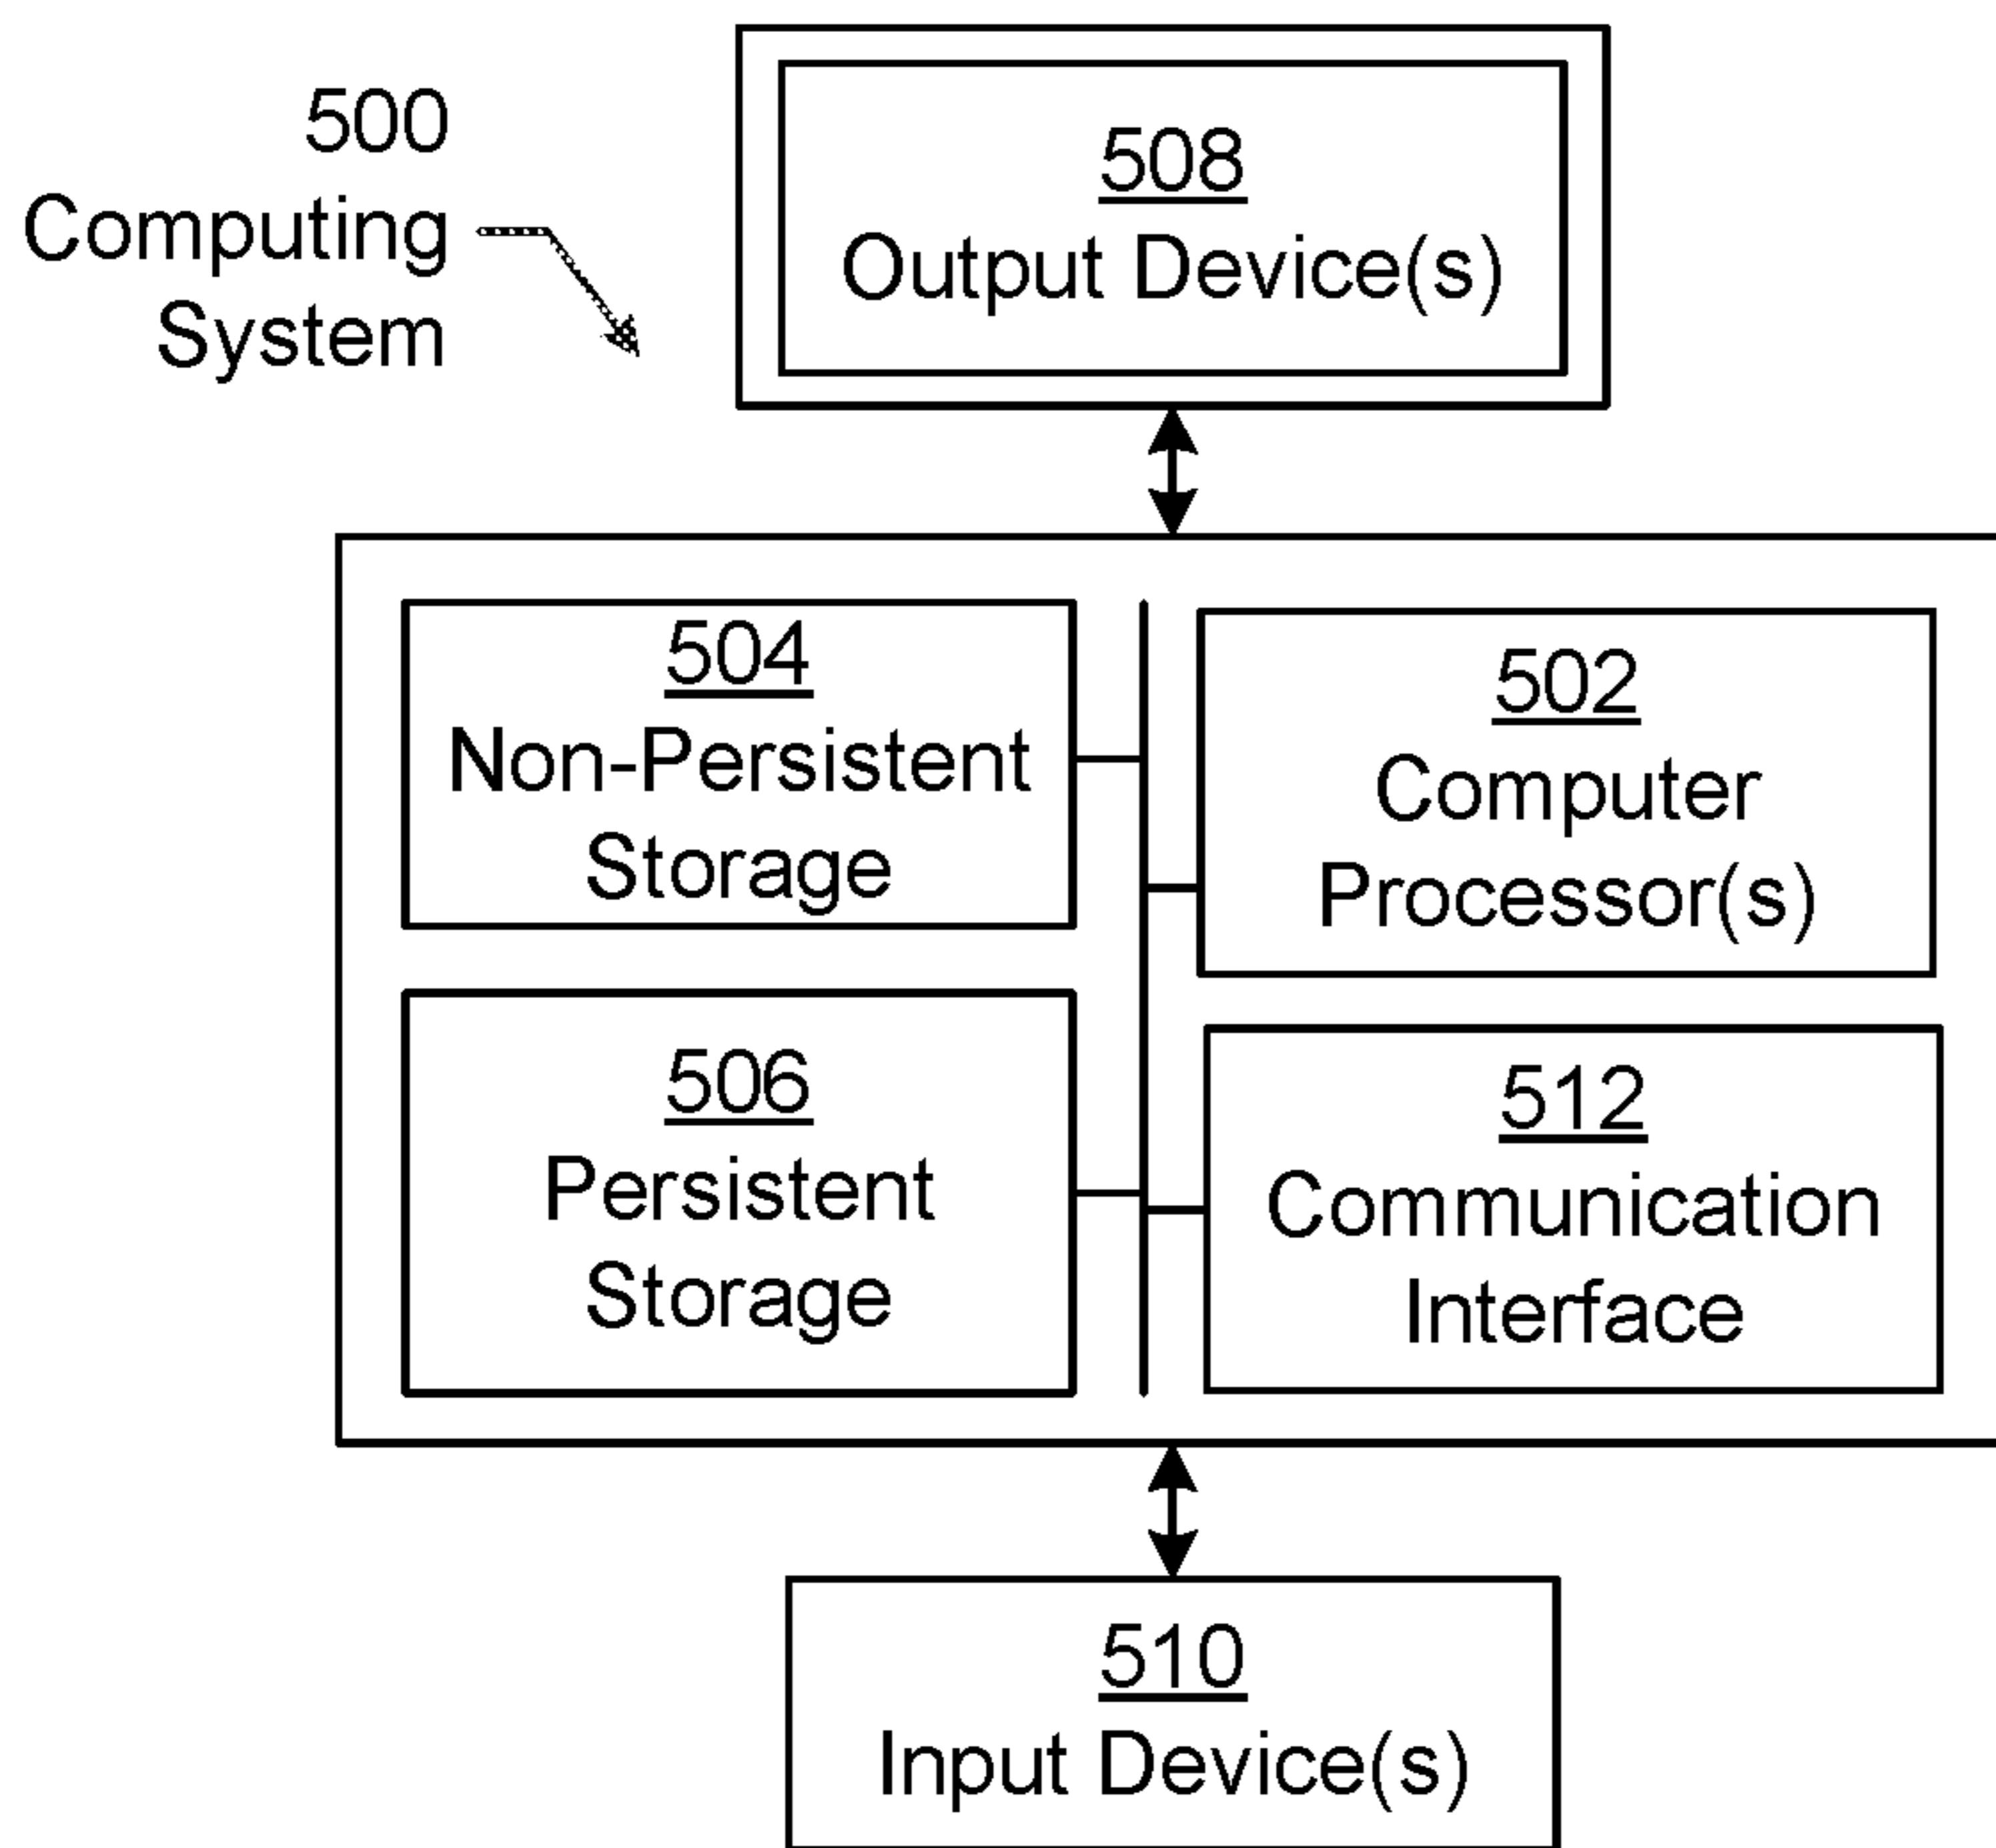 500
Computing
System
508
Output Device(s)
504
Non-Persistent
Storage
502
Computer
Processor(s)
506
Persistent
Storage
512
Communication
Interface
510
Input Device(s)